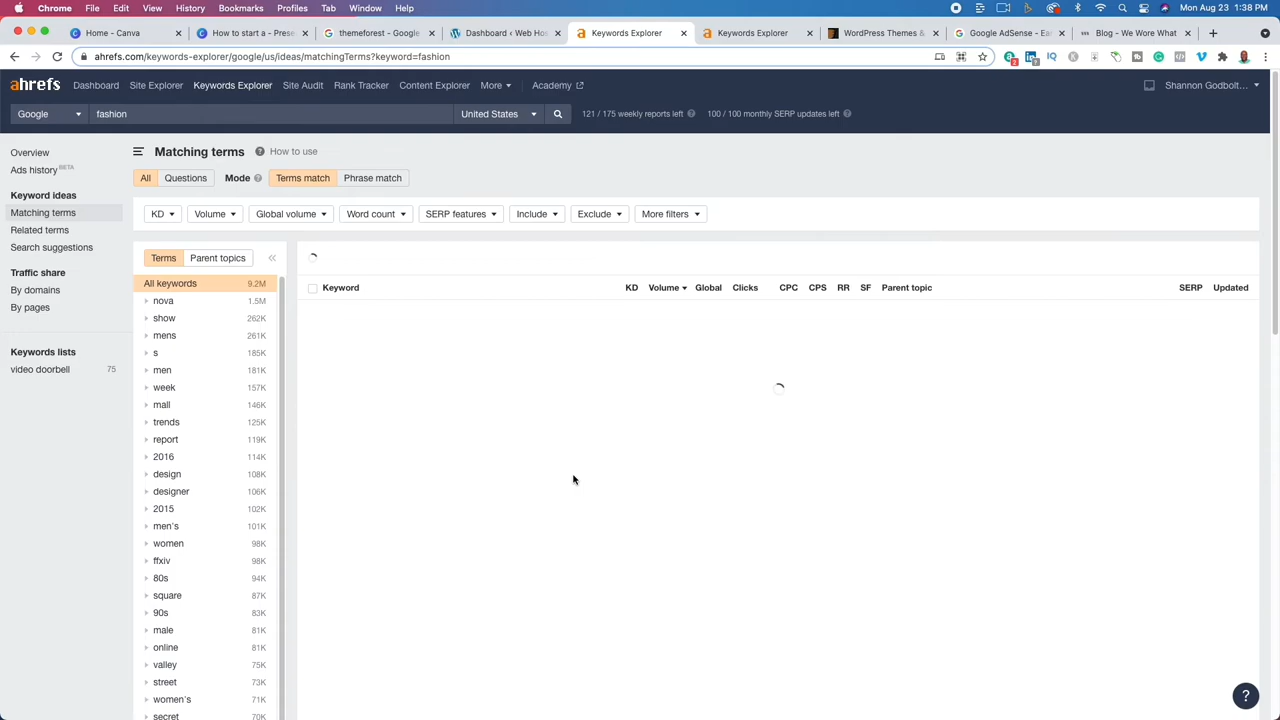 Chrome File Edit View History Bookmarks Profiles Tab Window Help Mon Aug 23 1:38 PM
Home - Canva How to start a - Prese themeforest - Google Dashboard ‹ Web Hos Keywords Explorer Keywords Explorer WordPress Themes & Google AdSense - Ea Blog - We Wore What
ahrefs.com/keywords-explorer/google/us/ideas/matchingTerms?keyword=fashion
ahrefs Dashboard Site Explorer Keywords Explorer Site Audit Rank Tracker Content Explorer More Academy Shannon Godbolt...
Google fashion United States 121 / 175 weekly reports left 100 / 100 monthly SERP updates left
Overview
Ads history BETA
Keyword ideas
Matching terms
Related terms
Search suggestions
Traffic share
By domains
By pages
Keywords lists
video doorbell 75
Matching terms How to use
All Questions Mode Terms match Phrase match
KD Volume Global volume Word count SERP features Include Exclude More filters
Terms Parent topics
All keywords 9.2M
nova 1.5M
show 262K
mens 261K
s 185K
men 181K
week 157K
mall 146K
trends 125K
report 119K
2016 114K
design 108K
designer 106K
2015 102K
men's 101K
women 98K
ffxiv 98K
80s 94K
square 87K
90s 83K
male 81K
online 81K
valley 75K
street 73K
women's 71K
secret 70K
Keyword KD Volume Global Clicks CPC CPS RR SF Parent topic SERP Updated
?